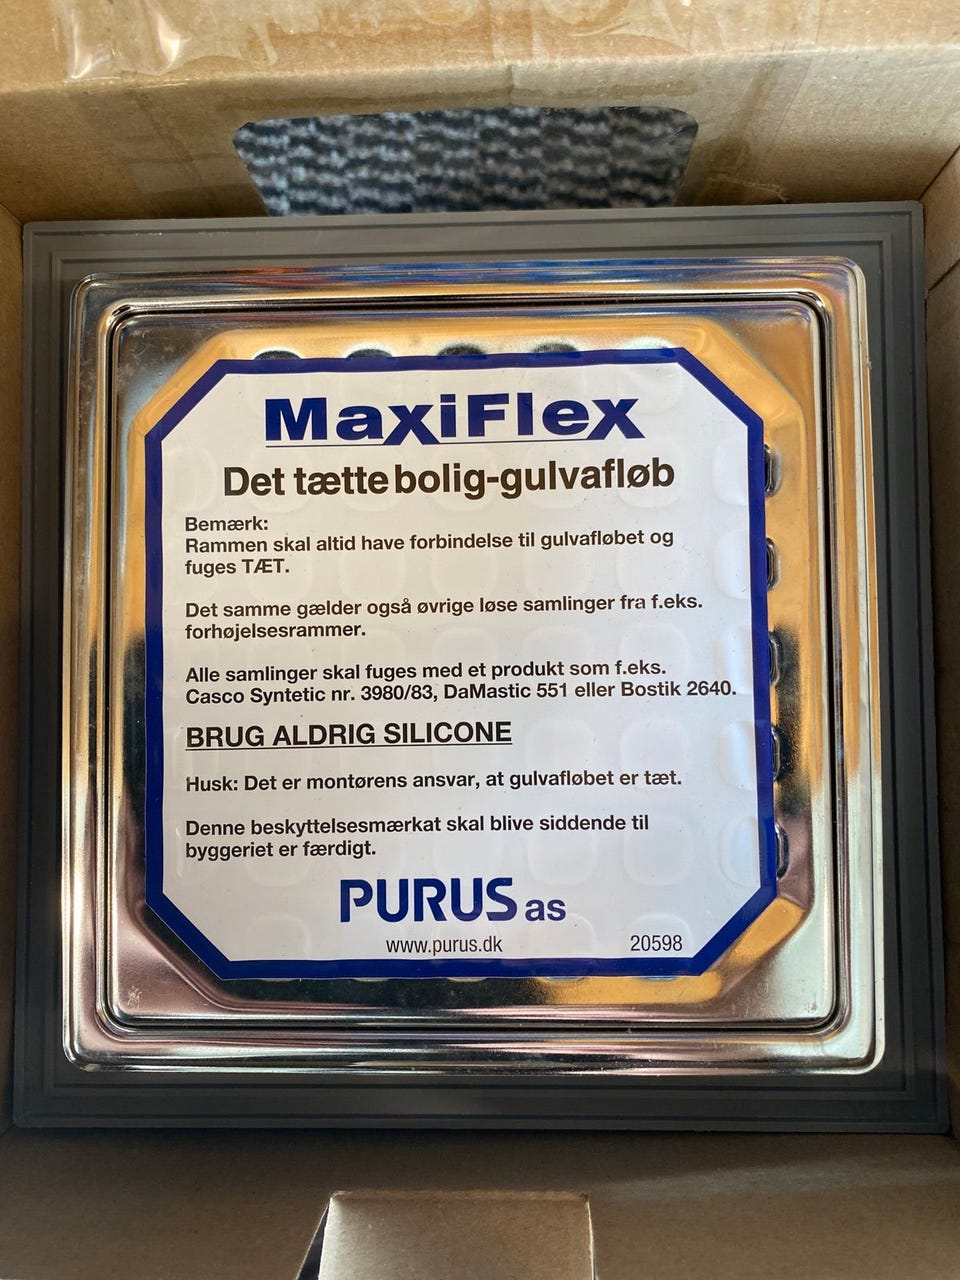 MaxiFlex
Det tætte bolig-gulvafløb
Bemærk:
Rammen skal altid have forbindelse til gulvafløbet og
fuges TÆT.
Det samme gælder også øvrige løse samlinger fra f.eks.
forhøjelsesrammer.
Alle samlinger skal fuges med et produkt som f.eks.
Casco Syntetic nr. 3980/83, DaMastic 551 eller Bostik 2640.
BRUG ALDRIG SILICONE
Husk: Det er montørens ansvar, at gulvafløbet er tæt.
Denne beskyttelsesmærkat skal blive siddende til
byggeriet er færdigt.
PURUS as
www.purus.dk 20598